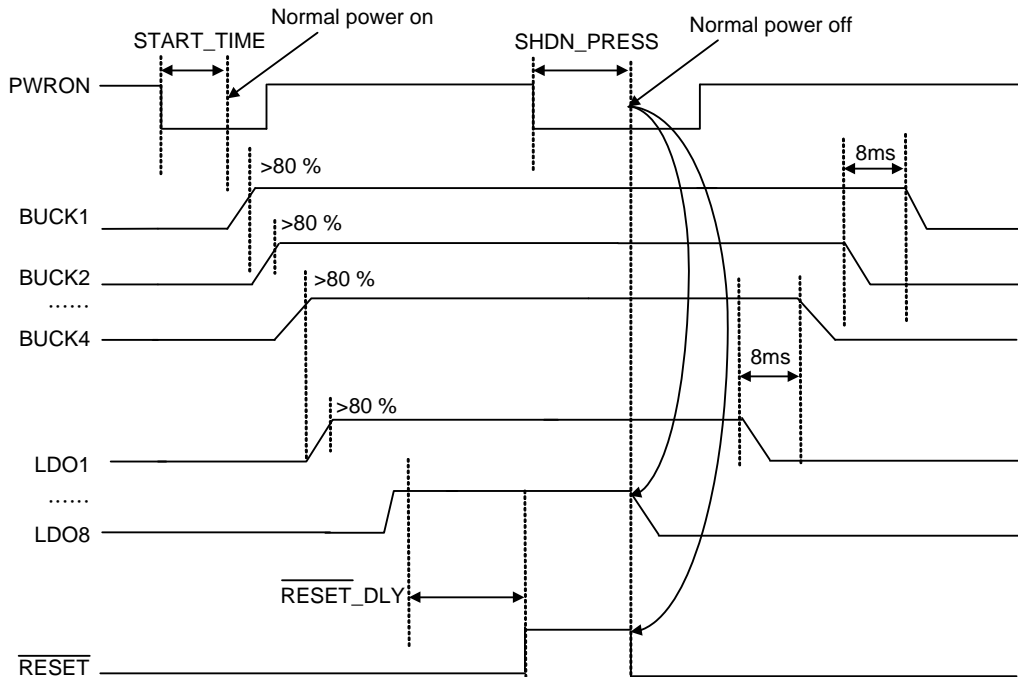 Normal power on
START_TIME
SHDN_PRESS
Normal power off
PWRON
>80 %
8ms
BUCK1
>80 %
BUCK2
......
>80 %
BUCK4
8ms
>80 %
LDO1
......
LDO8
RESET_DLY
RESET